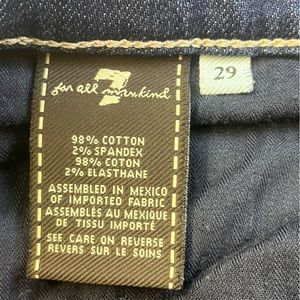 7
for all mankind
29
98% COTTON
2% SPANDEX
98% COTON
2% ELASTHANE
ASSEMBLED IN MEXICO
OF IMPORTED FABRIC
ASSEMBLÉS AU MEXIQUE
DE TISSU IMPORTÉ
SEE CARE ON REVERSE
REVERS SUR LE SOINS